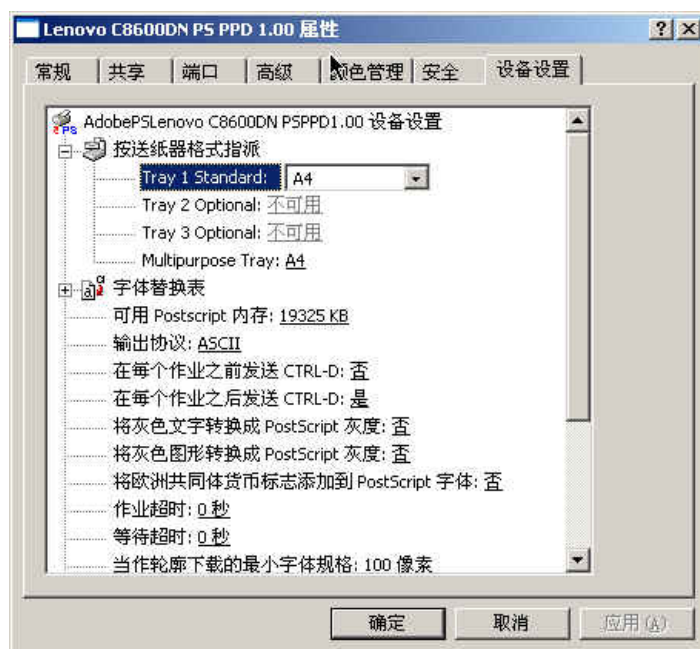 Lenovo C8600DN PS PPD 1.00 属性
常规 共享 端口 高级 颜色管理 安全 设备设置
AdobePSLenovo C8600DN PSPPD1.00 设备设置
按送纸器格式指派
Tray 1 Standard: A4
Tray 2 Optional: 不可用
Tray 3 Optional: 不可用
Multipurpose Tray: A4
字体替换表
可用 Postscript 内存: 19325 KB
输出协议: ASCII
在每个作业之前发送 CTRL-D: 否
在每个作业之后发送 CTRL-D: 是
将灰色文字转换成 PostScript 灰度: 否
将灰色图形转换成 PostScript 灰度: 否
将欧洲共同体货币标志添加到 PostScript 字体: 否
作业超时: 0 秒
等待超时: 0 秒
当作轮廓下载的最小字体规格: 100 像素
确定 取消 应用(A)